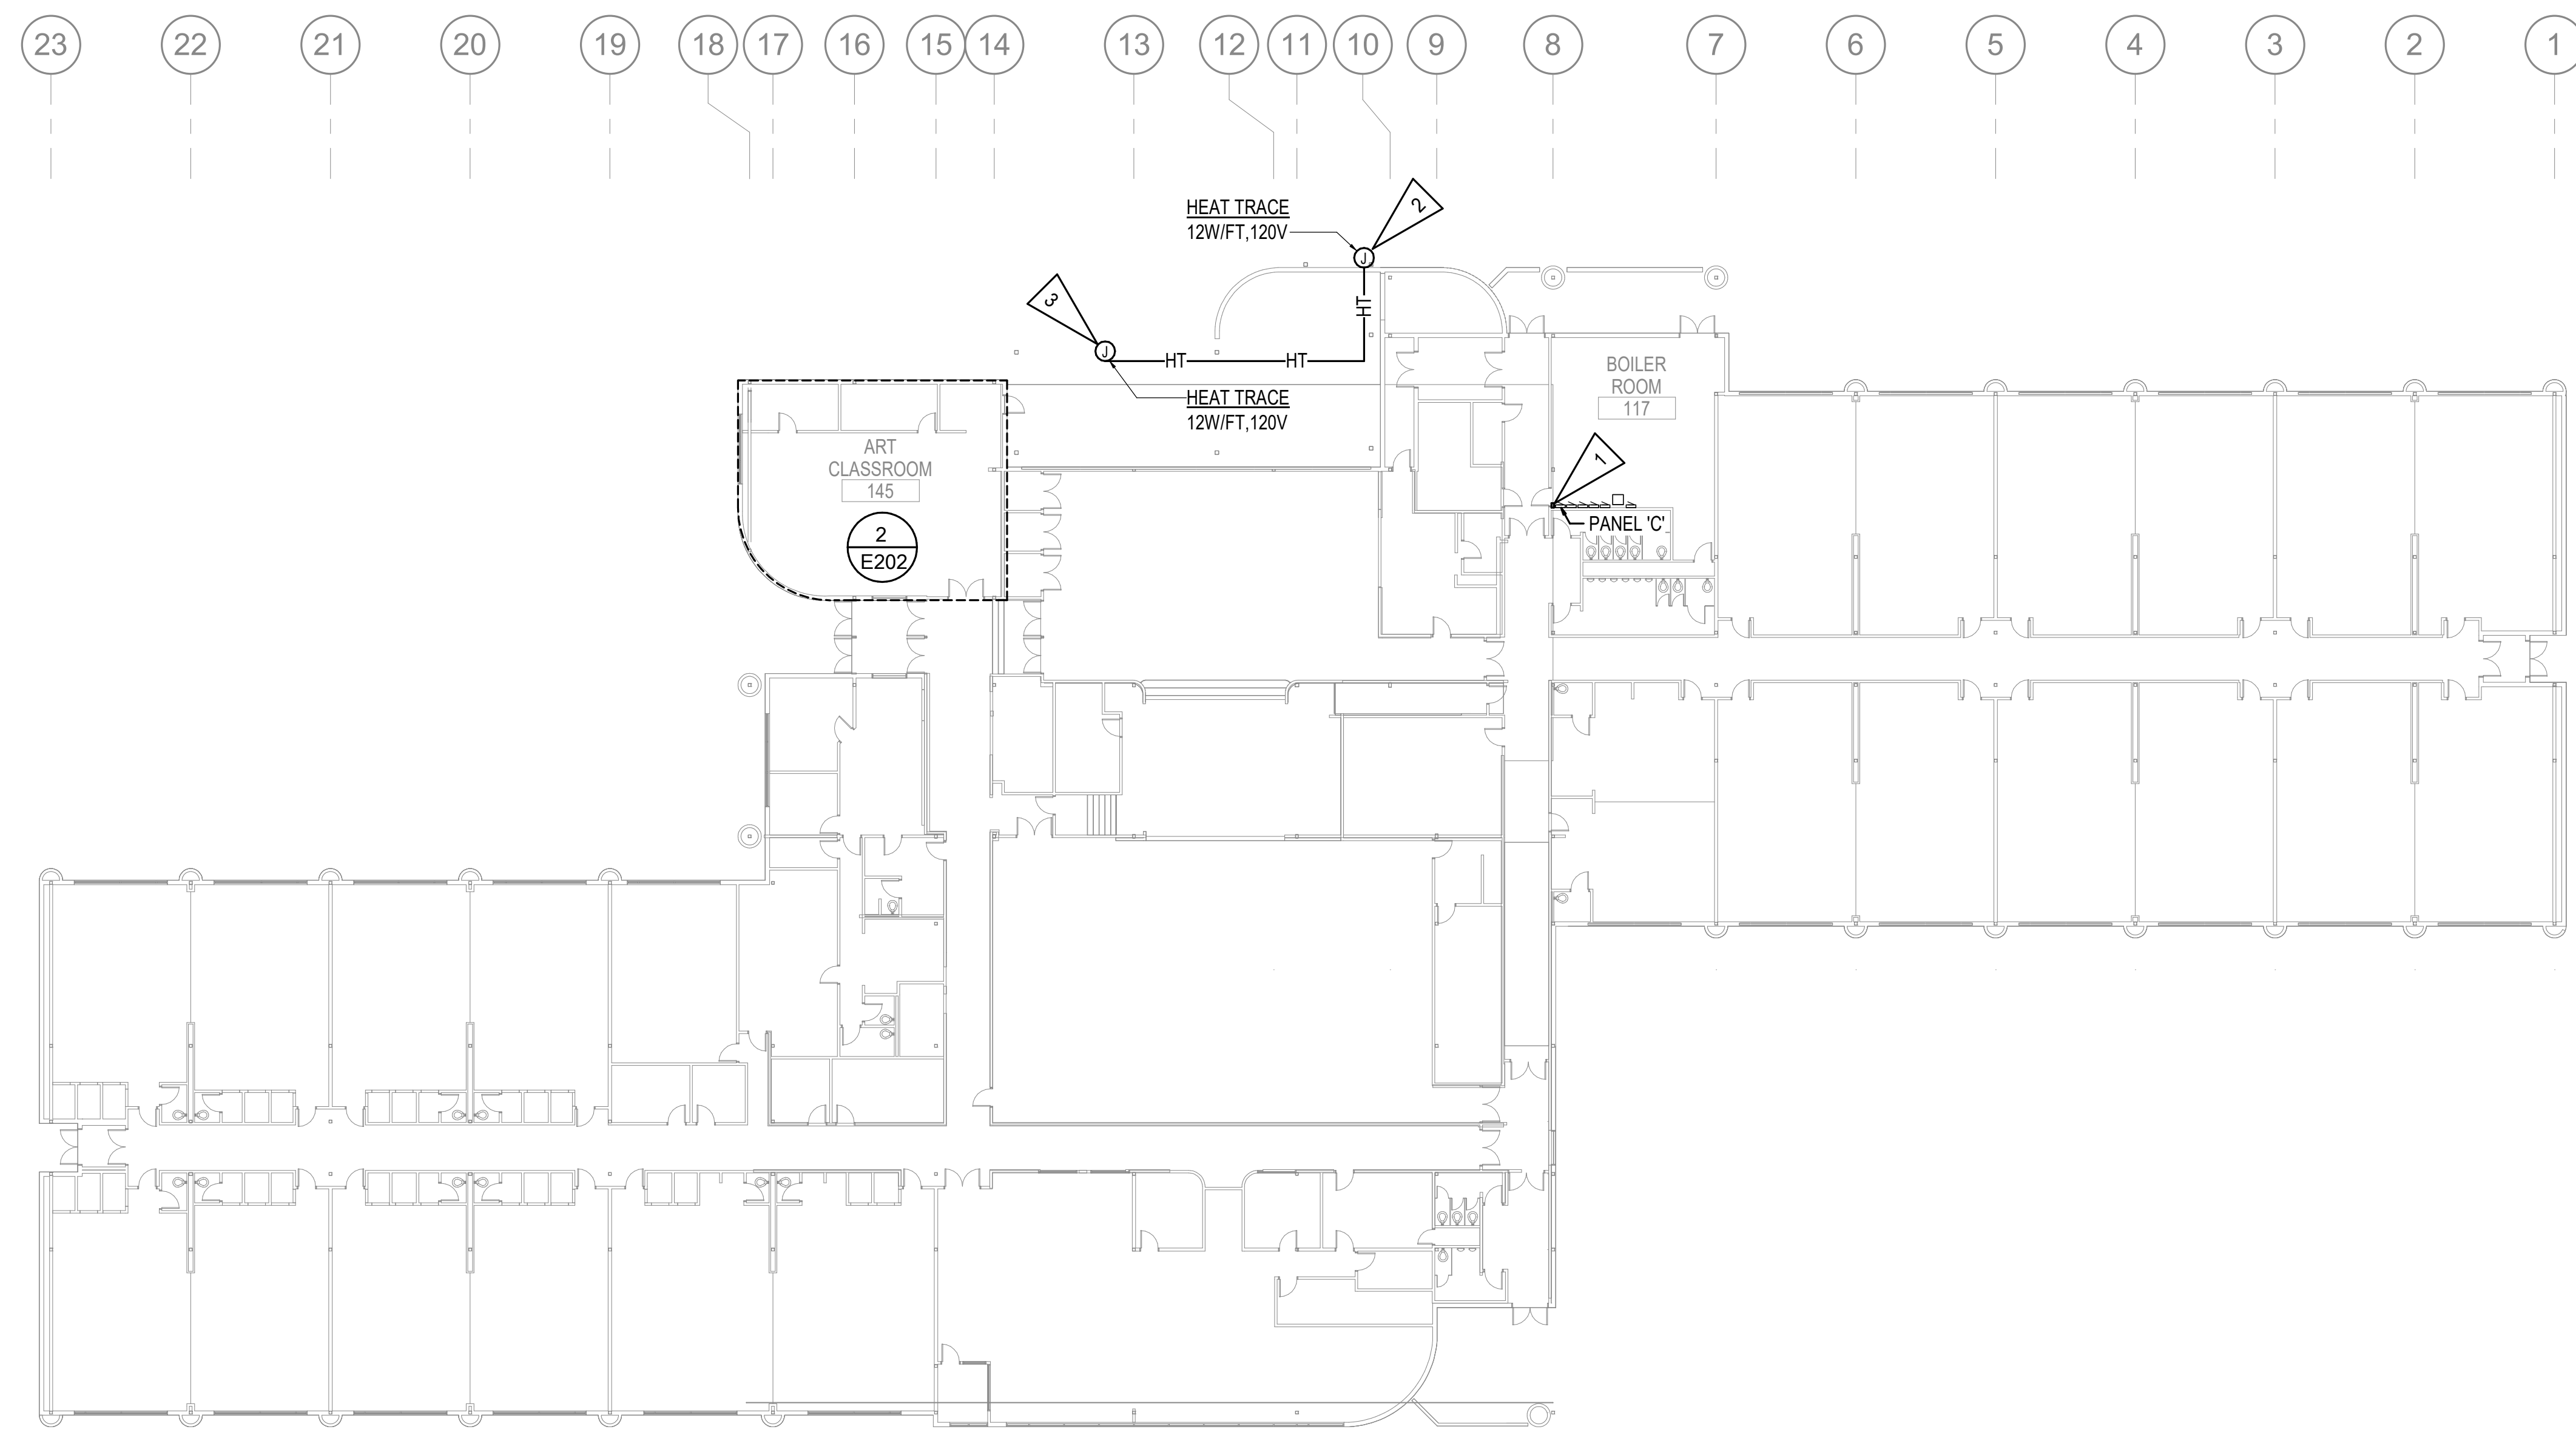 23 22 21 20 19 18 17 16 15 14 13 12 11 10 9 8 7 6 5 4 3 2 1
HEAT TRACE
12W/FT,120V
2
J
HT
3
J
HT HT
HEAT TRACE
12W/FT,120V
BOILER
ROOM
117
ART
CLASSROOM
145
2
E202
1
PANEL 'C'